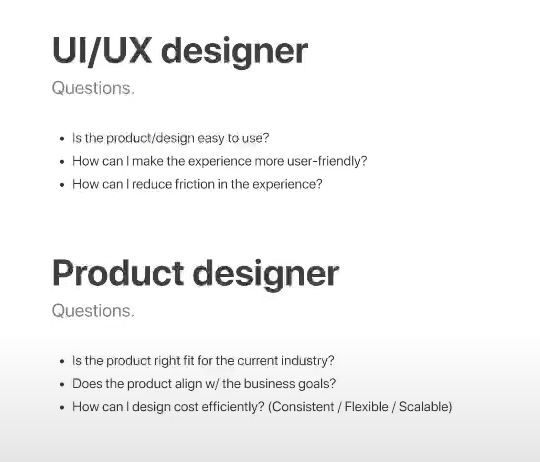 UI/UX designer
Questions.
• Is the product/design easy to use?
• How can I make the experience more user-friendly?
• How can I reduce friction in the experience?
Product designer
Questions.
• Is the product right fit for the current industry?
• Does the product align w/ the business goals?
• How can I design cost efficiently? (Consistent / Flexible / Scalable)